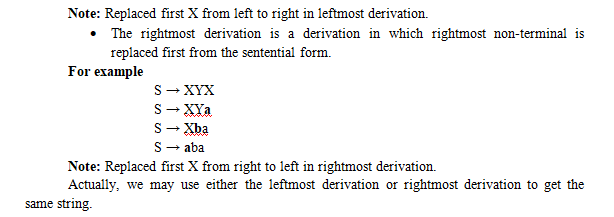 Note: Replaced first X from left to right in leftmost derivation.
• The rightmost derivation is a derivation in which rightmost non-terminal is
replaced first from the sentential form.
For example
S → XYX
S → XYa
S → Xba
S → aba
Note: Replaced first X from right to left in rightmost derivation.
Actually, we may use either the leftmost derivation or rightmost derivation to get the
same string.